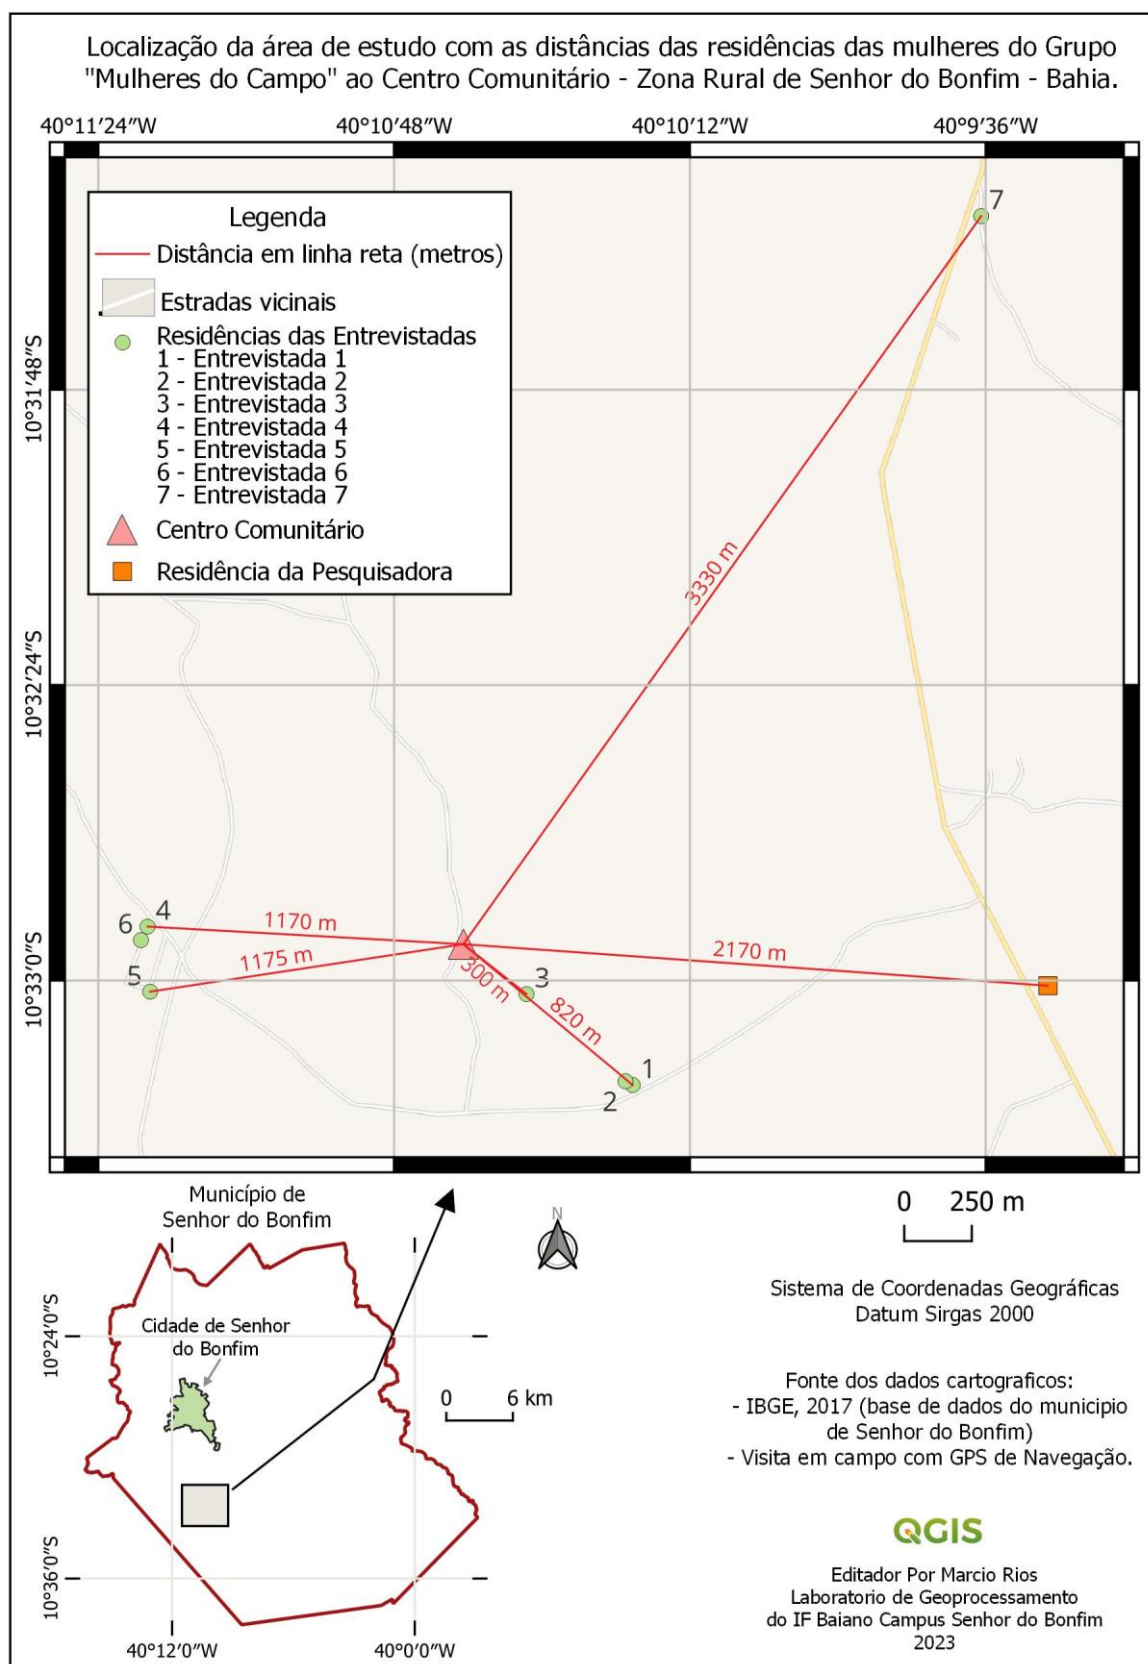 Localização da área de estudo com as distâncias das residências das mulheres do Grupo
"Mulheres do Campo" ao Centro Comunitário - Zona Rural de Senhor do Bonfim - Bahia.
40°11′24″W 40°10′48″W 40°10′12″W 40°9′36″W
Legenda
Distância em linha reta (metros)
Estradas vicinais
Residências das Entrevistadas
1 - Entrevistada 1
2 - Entrevistada 2
3 - Entrevistada 3
4 - Entrevistada 4
5 - Entrevistada 5
6 - Entrevistada 6
7 - Entrevistada 7
Centro Comunitário
Residência da Pesquisadora
10°31′48″S
10°32′24″S
10°33′0″S
7
3330 m
6
4
1170 m
5
1175 m
300 m
3
820 m
2170 m
1
2
Município de
Senhor do Bonfim
Cidade de Senhor
do Bonfim
10°24′0″S
10°36′0″S
40°12′0″W 40°0′0″W
0 6 km
N
0 250 m
Sistema de Coordenadas Geográficas
Datum Sirgas 2000
Fonte dos dados cartograficos:
- IBGE, 2017 (base de dados do municipio
de Senhor do Bonfim)
- Visita em campo com GPS de Navegação.
QGIS
Editador Por Marcio Rios
Laboratorio de Geoprocessamento
do IF Baiano Campus Senhor do Bonfim
2023